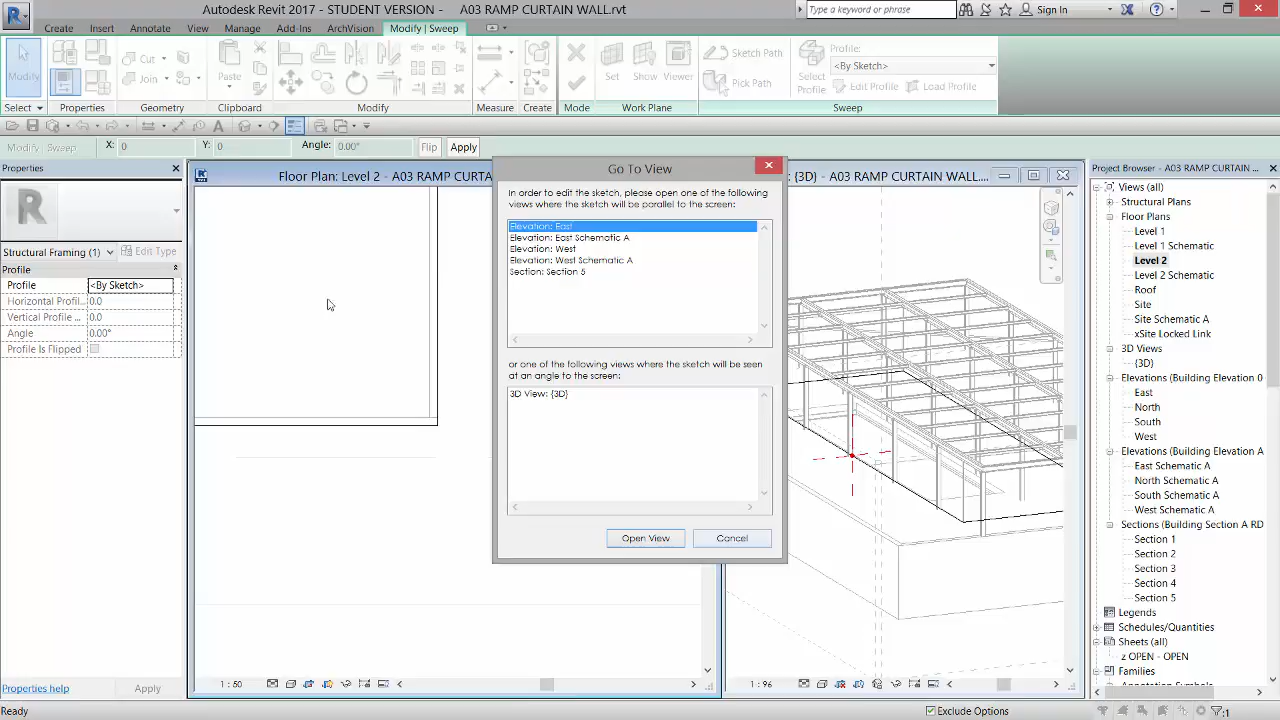 Autodesk Revit 2017 - STUDENT VERSION - A03 RAMP CURTAIN WALL.rvt
Type a keyword or phrase
Sign In
Create Insert Annotate View Manage Add-Ins ArchVision Modify | Sweep
Modify
Cut
Join
Paste
Set Show Viewer
Sketch Path
Pick Path
Select Profile
Profile:
<By Sketch>
Edit Profile Load Profile
Select Properties Geometry Clipboard Modify Measure Create Mode Work Plane Sweep
Modify Sweep X: 0 Y: 0 Angle: 0.00° Flip Apply
Properties
R
Structural Framing (1) Edit Type
Profile
Profile <By Sketch>
Horizontal Profil... 0.0
Vertical Profile ... 0.0
Angle 0.00°
Profile Is Flipped
Properties help Apply
Floor Plan: Level 2 - A03 RAMP CURTA
1 : 50
Go To View
In order to edit the sketch, please open one of the following
views where the sketch will be parallel to the screen:
Elevation: East
Elevation: East Schematic A
Elevation: West
Elevation: West Schematic A
Section: Section 5
or one of the following views where the sketch will be seen
at an angle to the screen:
3D View: {3D}
Open View Cancel
{3D} - A03 RAMP CURTAIN WALL....
1 : 96
Project Browser - A03 RAMP CURTAIN ...
Views (all)
Structural Plans
Floor Plans
Level 1
Level 1 Schematic
Level 2
Level 2 Schematic
Roof
Site
Site Schematic A
xSite Locked Link
3D Views
{3D}
Elevations (Building Elevation 0
East
North
South
West
Elevations (Building Elevation A
East Schematic A
North Schematic A
South Schematic A
West Schematic A
Sections (Building Section A RD
Section 1
Section 2
Section 3
Section 4
Section 5
Legends
Schedules/Quantities
Sheets (all)
z OPEN - OPEN
Families
Annotation Symbols
Ready
Exclude Options
:1